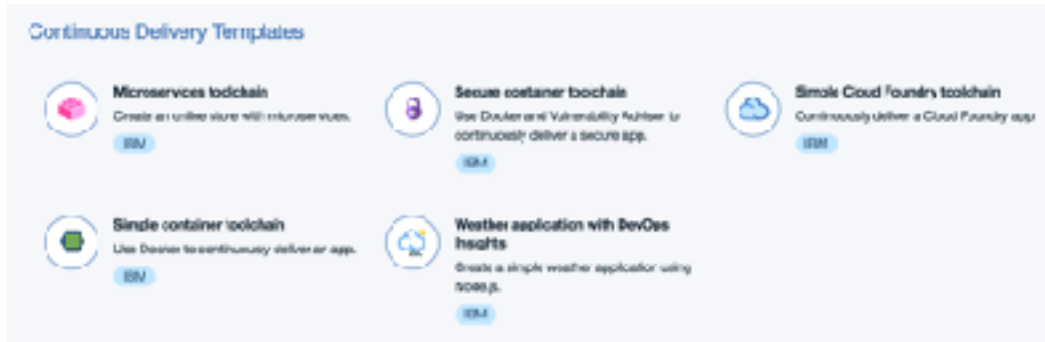 Continuous Delivery Templates
Microservices toolchain
Create an online store with microservices.
IBM
Secure container toolchain
Use Docker and Vulnerability Advisor to
continuously deliver a secure app.
IBM
Simple Cloud Foundry toolchain
Continuously deliver a Cloud Foundry app
IBM
Simple container toolchain
Use Docker to continuously deliver an app.
IBM
Weather application with DevOps
Insights
Create a simple weather application using
Node.js.
IBM